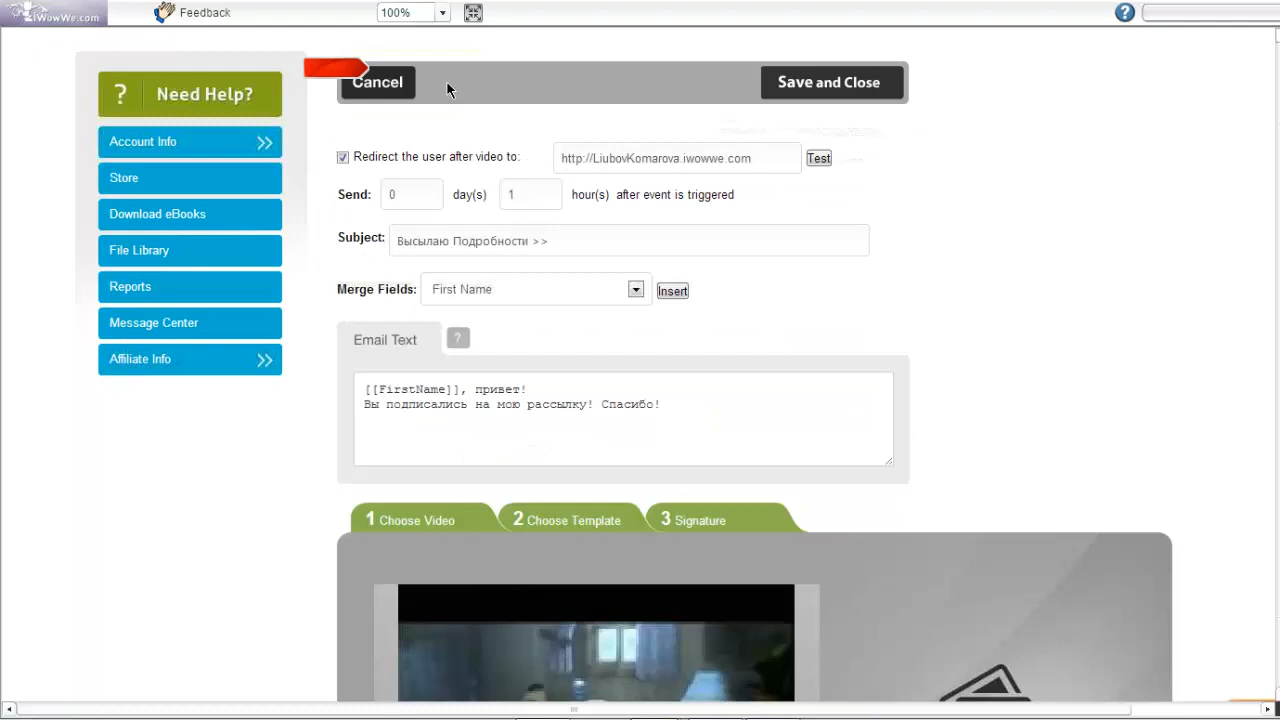 iWowWe.com
Feedback
100%
?
? Need Help?
Cancel
Save and Close
Account Info
Store
Download eBooks
File Library
Reports
Message Center
Affiliate Info
Redirect the user after video to: http://LiubovKomarova.iwowwe.com Test
Send: 0 day(s) 1 hour(s) after event is triggered
Subject: Высылаю Подробности >>
Merge Fields: First Name Insert
Email Text ?
[[FirstName]], привет!
Вы подписались на мою рассылку! Спасибо!
1 Choose Video 2 Choose Template 3 Signature